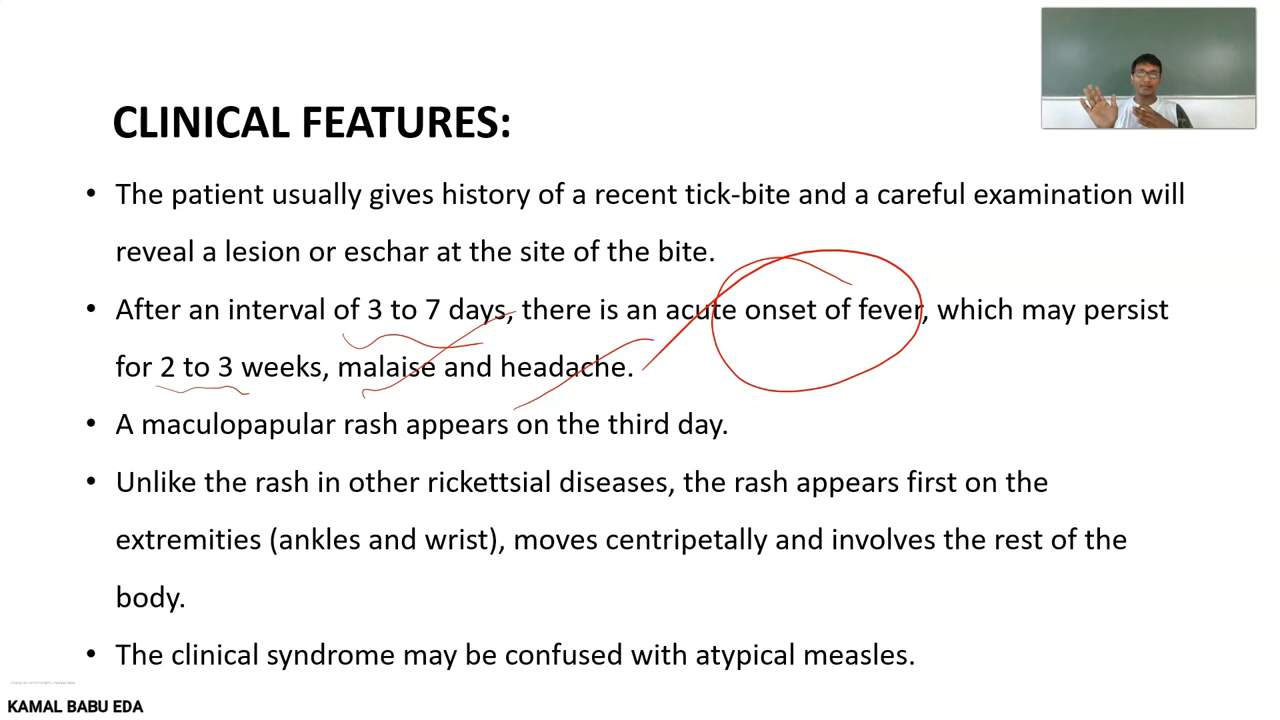 CLINICAL FEATURES:
• The patient usually gives history of a recent tick-bite and a careful examination will
reveal a lesion or eschar at the site of the bite.
• After an interval of 3 to 7 days, there is an acute onset of fever, which may persist
for 2 to 3 weeks, malaise and headache.
• A maculopapular rash appears on the third day.
• Unlike the rash in other rickettsial diseases, the rash appears first on the
extremities (ankles and wrist), moves centripetally and involves the rest of the
body.
• The clinical syndrome may be confused with atypical measles.
KAMAL BABU EDA